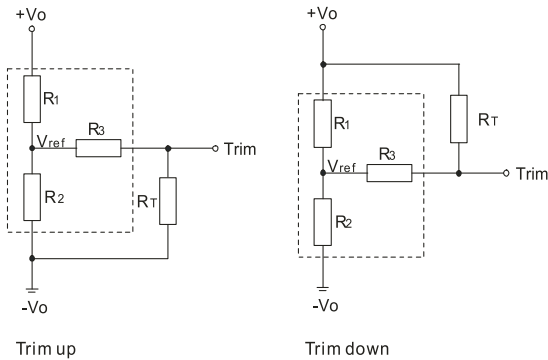 +Vo
R1
Vref
R3
Trim
R2
RT
-Vo
Trim up
+Vo
R1
RT
Vref
R3
Trim
R2
-Vo
Trim down